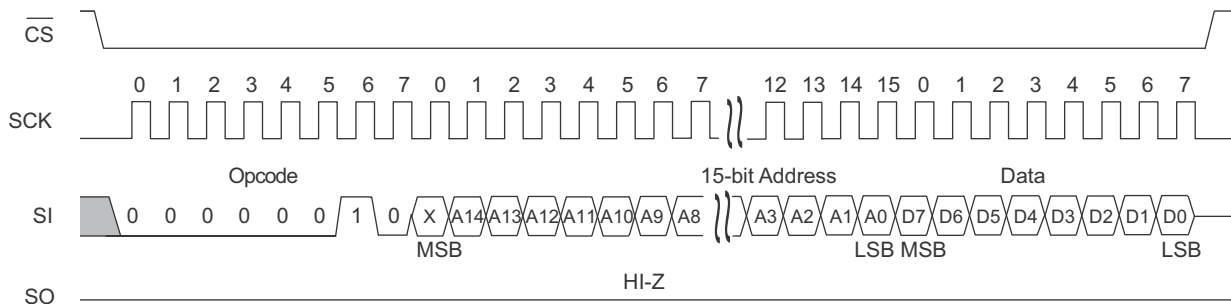 CS
0 1 2 3 4 5 6 7 0 1 2 3 4 5 6 7 12 13 14 15 0 1 2 3 4 5 6 7
SCK
Opcode 15-bit Address Data
SI 0 0 0 0 0 0 1 0 X A14 A13 A12 A11 A10 A9 A8 A3 A2 A1 A0 D7 D6 D5 D4 D3 D2 D1 D0
MSB LSB MSB LSB
HI-Z
SO